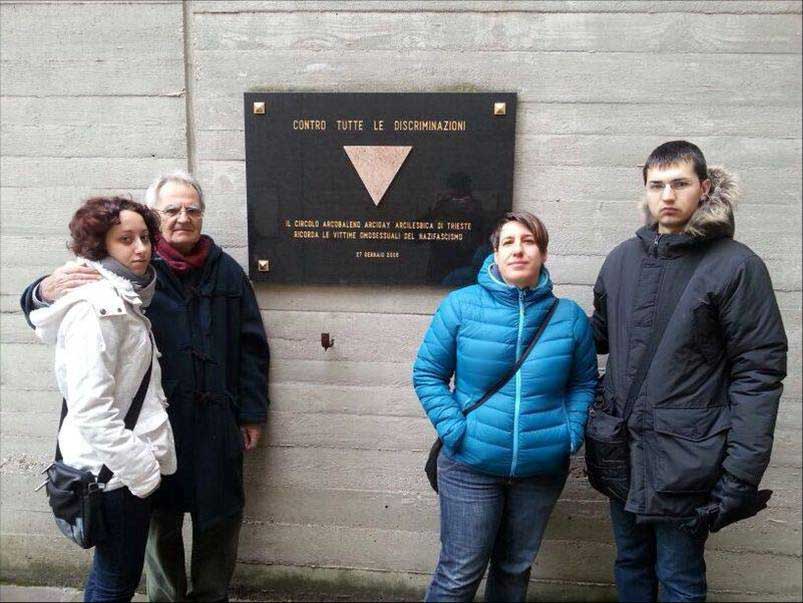 CONTRO TUTTE LE DISCRIMINAZIONI
IL CIRCOLO ARCOBALENO ARCIGAY ARCILESBICA DI TRIESTE
RICORDA LE VITTIME OMOSESSUALI DEL NAZIFASCISMO
27 GENNAIO 2005